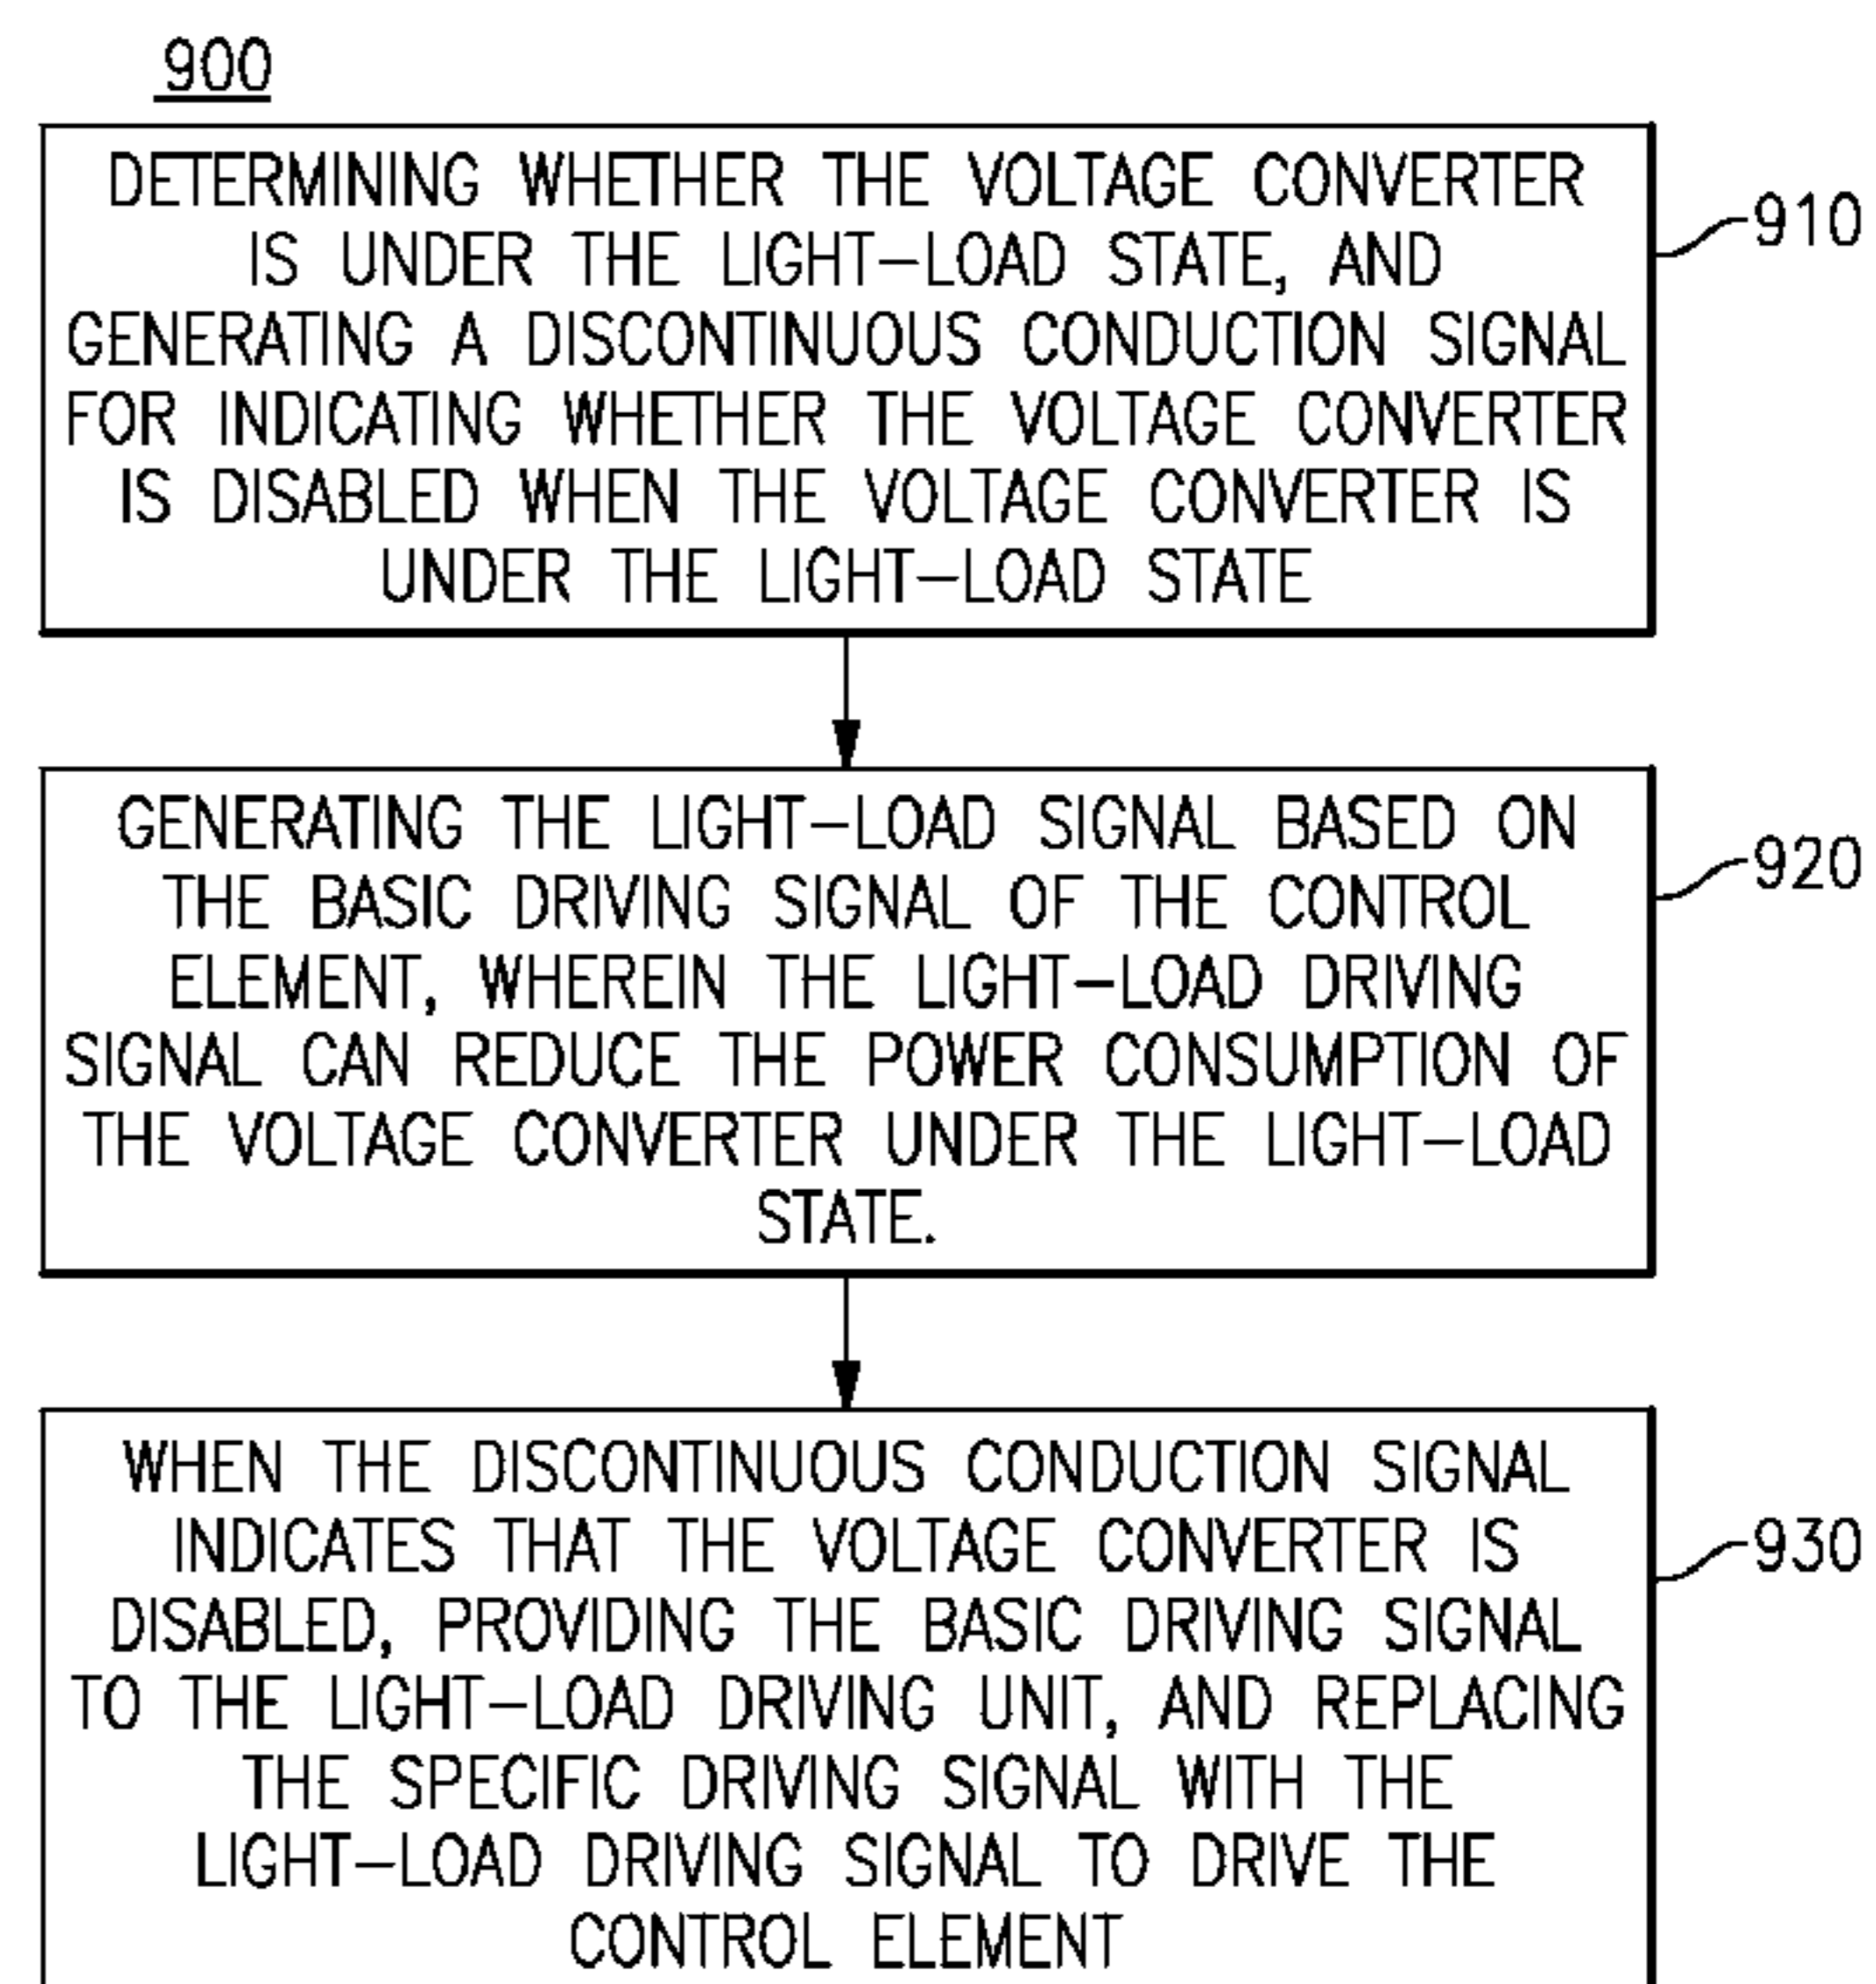 900
DETERMINING WHETHER THE VOLTAGE CONVERTER
IS UNDER THE LIGHT-LOAD STATE, AND
GENERATING A DISCONTINUOUS CONDUCTION SIGNAL
FOR INDICATING WHETHER THE VOLTAGE CONVERTER
IS DISABLED WHEN THE VOLTAGE CONVERTER IS
UNDER THE LIGHT-LOAD STATE
910
GENERATING THE LIGHT-LOAD SIGNAL BASED ON
THE BASIC DRIVING SIGNAL OF THE CONTROL
ELEMENT, WHEREIN THE LIGHT-LOAD DRIVING
SIGNAL CAN REDUCE THE POWER CONSUMPTION OF
THE VOLTAGE CONVERTER UNDER THE LIGHT-LOAD
STATE.
920
WHEN THE DISCONTINUOUS CONDUCTION SIGNAL
INDICATES THAT THE VOLTAGE CONVERTER IS
DISABLED, PROVIDING THE BASIC DRIVING SIGNAL
TO THE LIGHT-LOAD DRIVING UNIT, AND REPLACING
THE SPECIFIC DRIVING SIGNAL WITH THE
LIGHT-LOAD DRIVING SIGNAL TO DRIVE THE
CONTROL ELEMENT
930